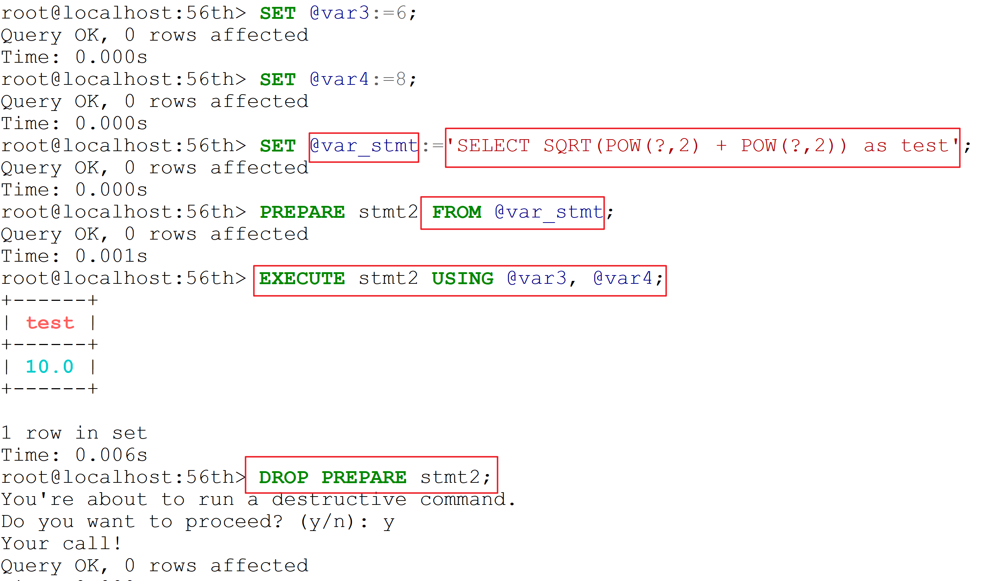 root@localhost:56th> SET @var3:=6;
Query OK, 0 rows affected
Time: 0.000s
root@localhost:56th> SET @var4:=8;
Query OK, 0 rows affected
Time: 0.000s
root@localhost:56th> SET @var_stmt:='SELECT SQRT(POW(?,2) + POW(?,2)) as test';
Query OK, 0 rows affected
Time: 0.000s
root@localhost:56th> PREPARE stmt2 FROM @var_stmt;
Query OK, 0 rows affected
Time: 0.001s
root@localhost:56th> EXECUTE stmt2 USING @var3, @var4;
+------+
| test |
+------+
| 10.0 |
+------+
1 row in set
Time: 0.006s
root@localhost:56th> DROP PREPARE stmt2;
You're about to run a destructive command.
Do you want to proceed? (y/n): y
Your call!
Query OK, 0 rows affected